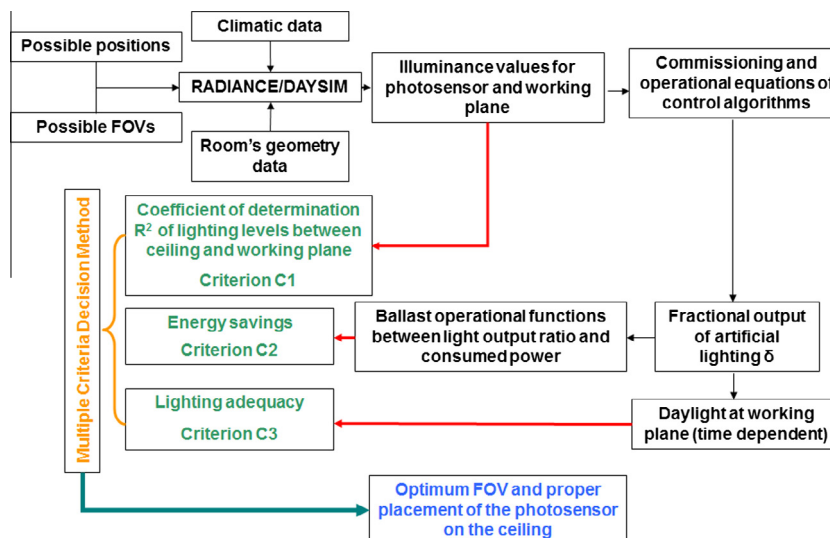 Possible positions
Climatic data
RADIANCE/DAYSIM
Possible FOVs
Room's geometry
data
Illuminance values for
photosensor and working
plane
Commissioning and
operational equations of
control algorithms
Multiple Criteria Decision Method
Coefficient of determination
R² of lighting levels between
ceiling and working plane
Criterion C1
Energy savings
Criterion C2
Ballast operational functions
between light output ratio and
consumed power
Fractional output
of artificial
lighting δ
Lighting adequacy
Criterion C3
Daylight at working
plane (time dependent)
Optimum FOV and proper
placement of the photosensor
on the ceiling